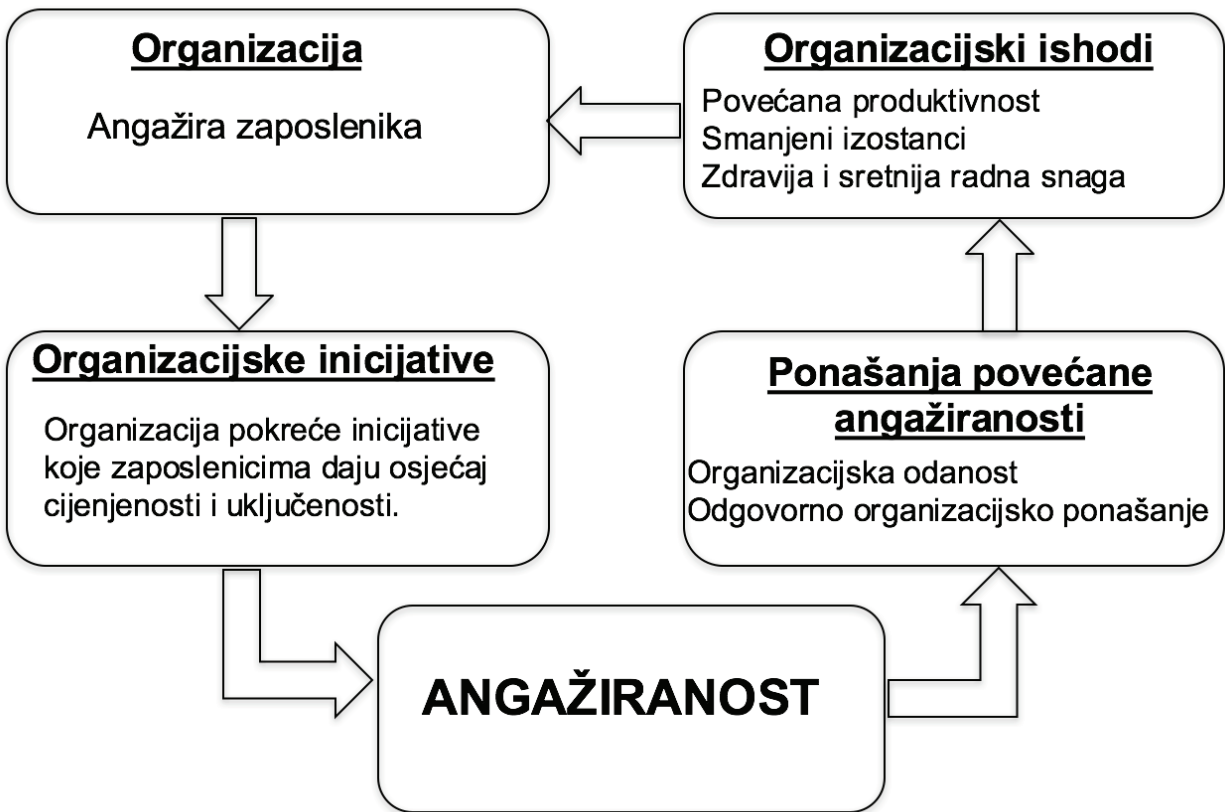 Organizacija
Angažira zaposlenika
Organizacijski ishodi
Povećana produktivnost
Smanjeni izostanci
Zdravija i sretnija radna snaga
Organizacijske inicijative
Organizacija pokreće inicijative
koje zaposlenicima daju osjećaj
cijenjenosti i uključenosti.
Ponašanja povećane
angažiranosti
Organizacijska odanost
Odgovorno organizacijsko ponašanje
ANGAŽIRANOST